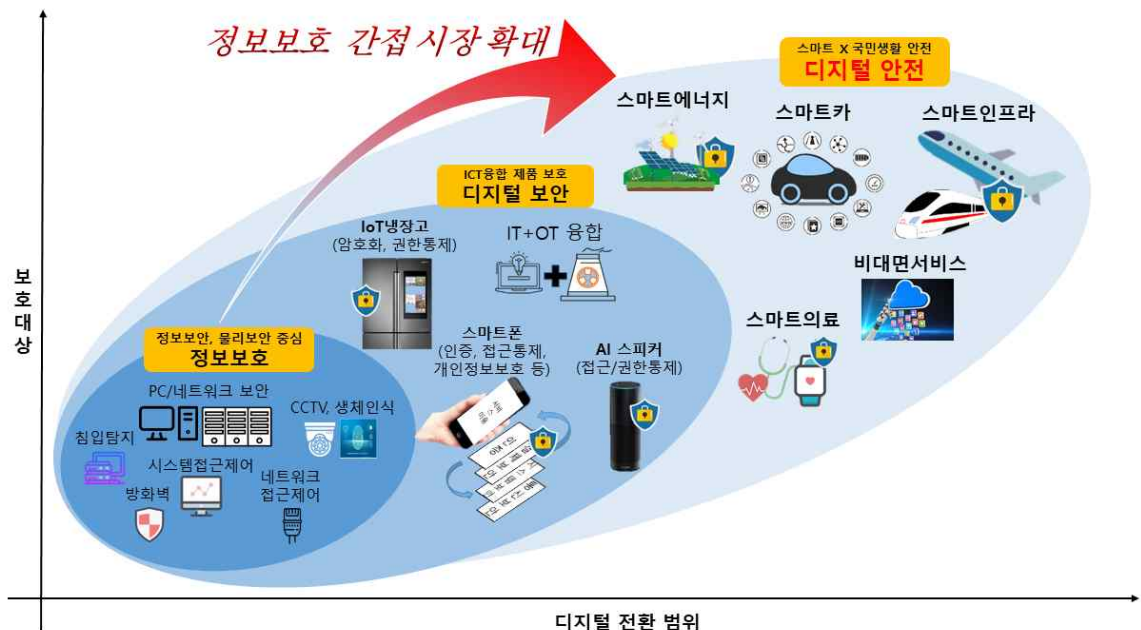 정보보호 간접 시장 확대
스마트 X 국민생활 안전
디지털 안전
스마트에너지
스마트카
스마트인프라
비대면서비스
스마트의료
ICT융합 제품 보호
디지털 보안
IoT냉장고
(암호화, 권한통제)
IT+OT 융합
스마트폰
(인증, 접근통제,
개인정보보호 등)
AI 스피커
(접근/권한통제)
정보보안, 물리보안 중심
정보보호
PC/네트워크 보안
CCTV, 생체인식
침입탐지
시스템접근제어
방화벽
네트워크
접근제어
보호대상
디지털 전환 범위